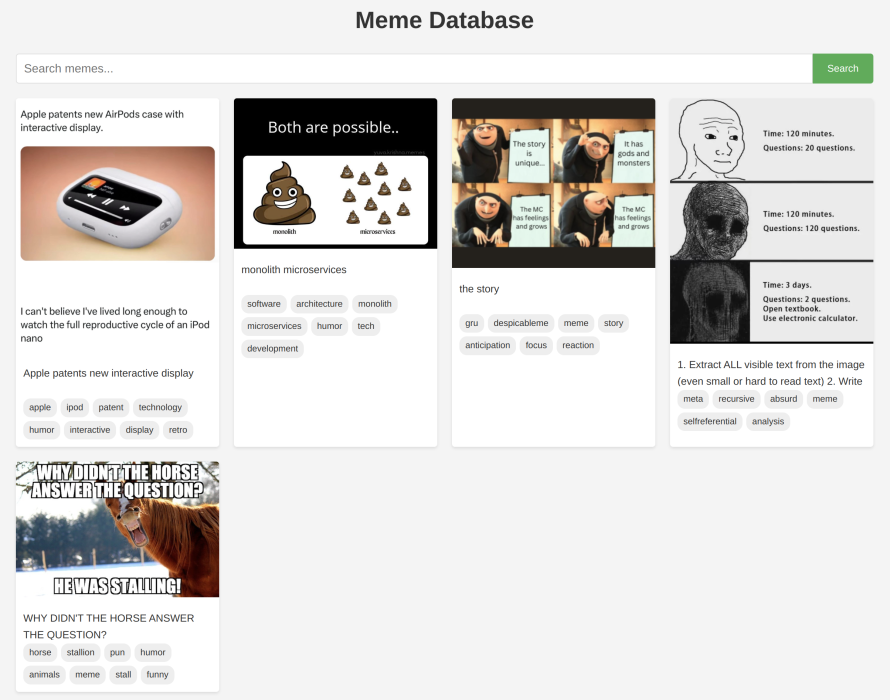 Meme Database
Search memes...
Search
Apple patents new AirPods case with
interactive display.
I can't believe I've lived long enough to
watch the full reproductive cycle of an iPod
nano
Apple patents new interactive display
apple
ipod
patent
technology
humor
interactive
display
retro
Both are possible..
monolith
microservices
monolith microservices
software
architecture
monolith
microservices
humor
tech
development
The story
is
unique...
It has
gods and
monsters
The MC
has feelings
and grows
The MC
has feelings
and grows
the story
gru
despicableme
meme
story
anticipation
focus
reaction
Time: 120 minutes.
Questions: 20 questions.
Time: 120 minutes.
Questions: 120 questions.
Time: 3 days.
Questions: 2 questions.
Open textbook.
Use electronic calculator.
1. Extract ALL visible text from the image
(even small or hard to read text) 2. Write
meta
recursive
absurd
meme
selfreferential
analysis
WHY DIDN'T THE HORSE
ANSWER THE QUESTION?
HE WAS STALLING!
WHY DIDN'T THE HORSE ANSWER
THE QUESTION?
horse
stallion
pun
humor
animals
meme
stall
funny